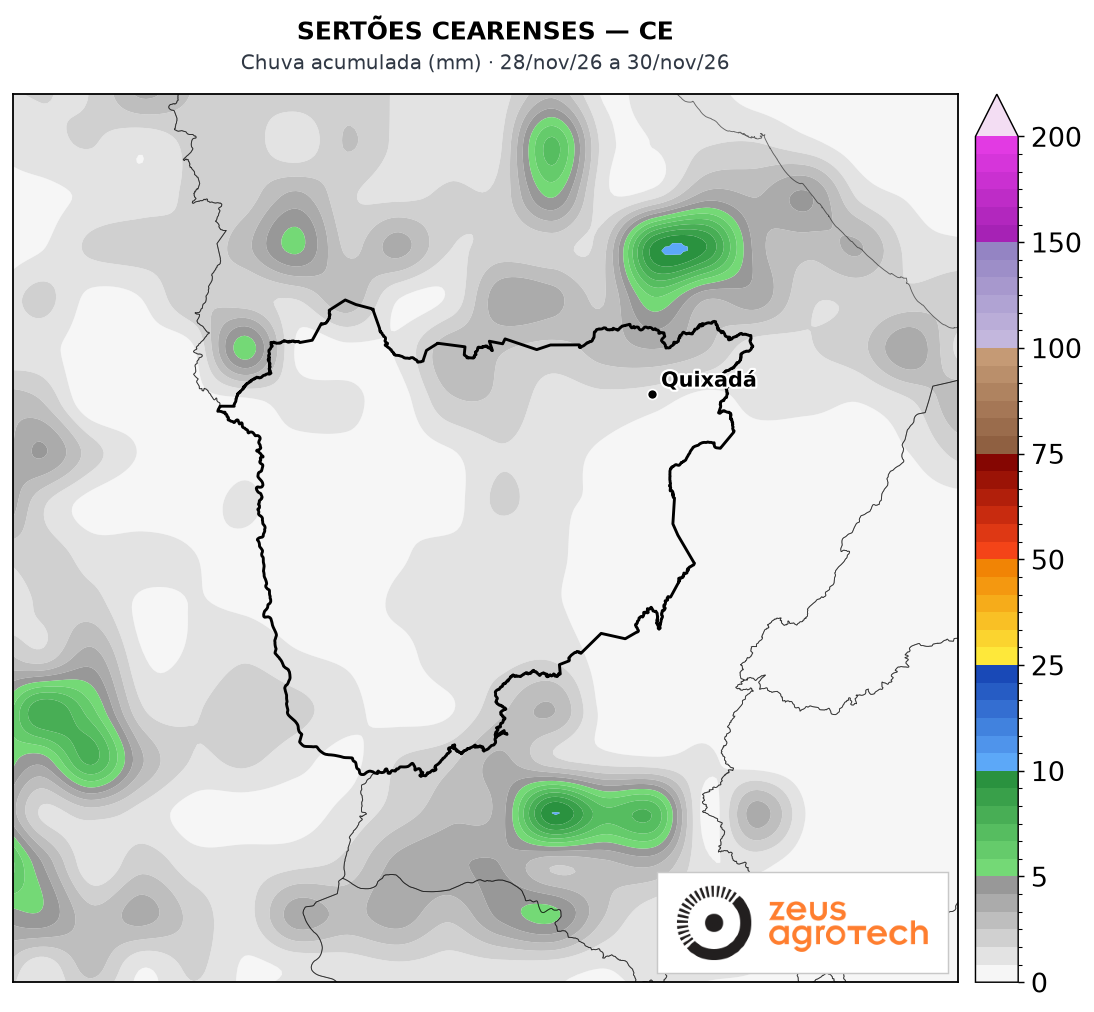 SERTÕES CEARENSES — CE
Chuva acumulada (mm) · 28/nov/26 a 30/nov/26
200
150
100
75
50
25
10
5
0
Quixadá
zeus
agrotech